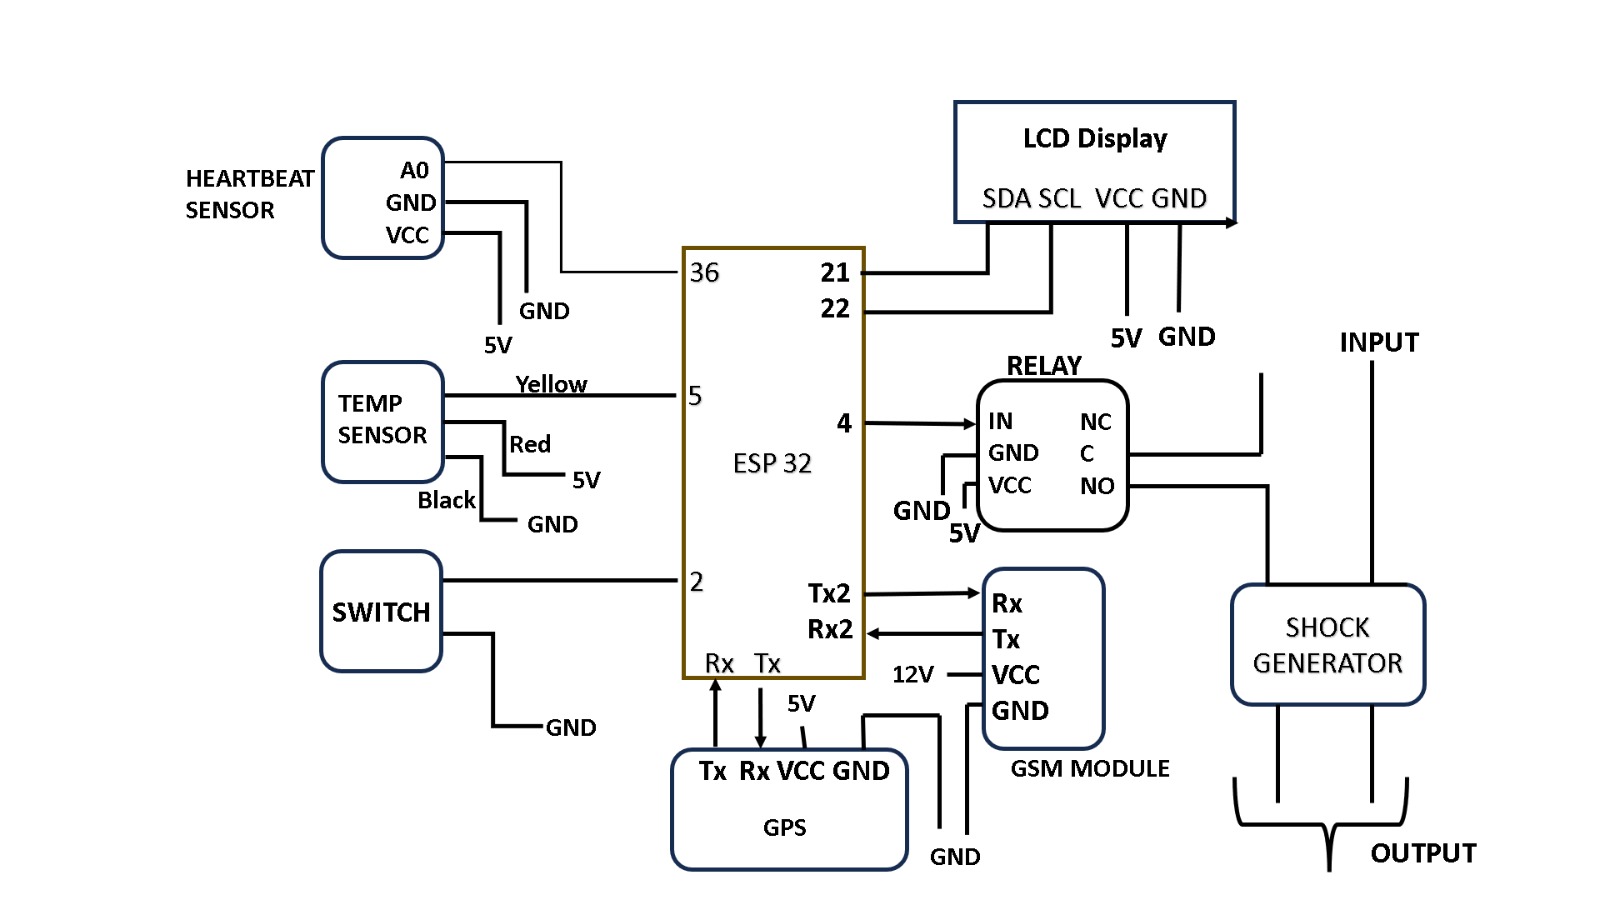 HEARTBEAT
SENSOR
A0
GND
VCC
GND
5V
TEMP
SENSOR
Yellow
Red
5V
Black
GND
SWITCH
GND
36
5
2
ESP 32
21
22
4
Tx2
Rx2
Rx Tx
5V
Tx Rx VCC GND
GPS
LCD Display
SDA SCL VCC GND
5V GND
RELAY
IN NC
GND C
VCC NO
GND
5V
Rx
Tx
12V VCC
GND
GSM MODULE
GND
INPUT
SHOCK
GENERATOR
OUTPUT